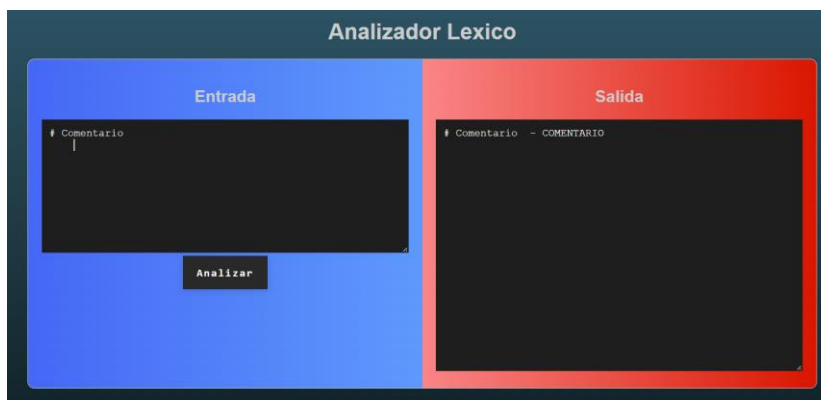 Analizador Lexico
Entrada
# Comentario
Analizar
Salida
# Comentario  - COMENTARIO